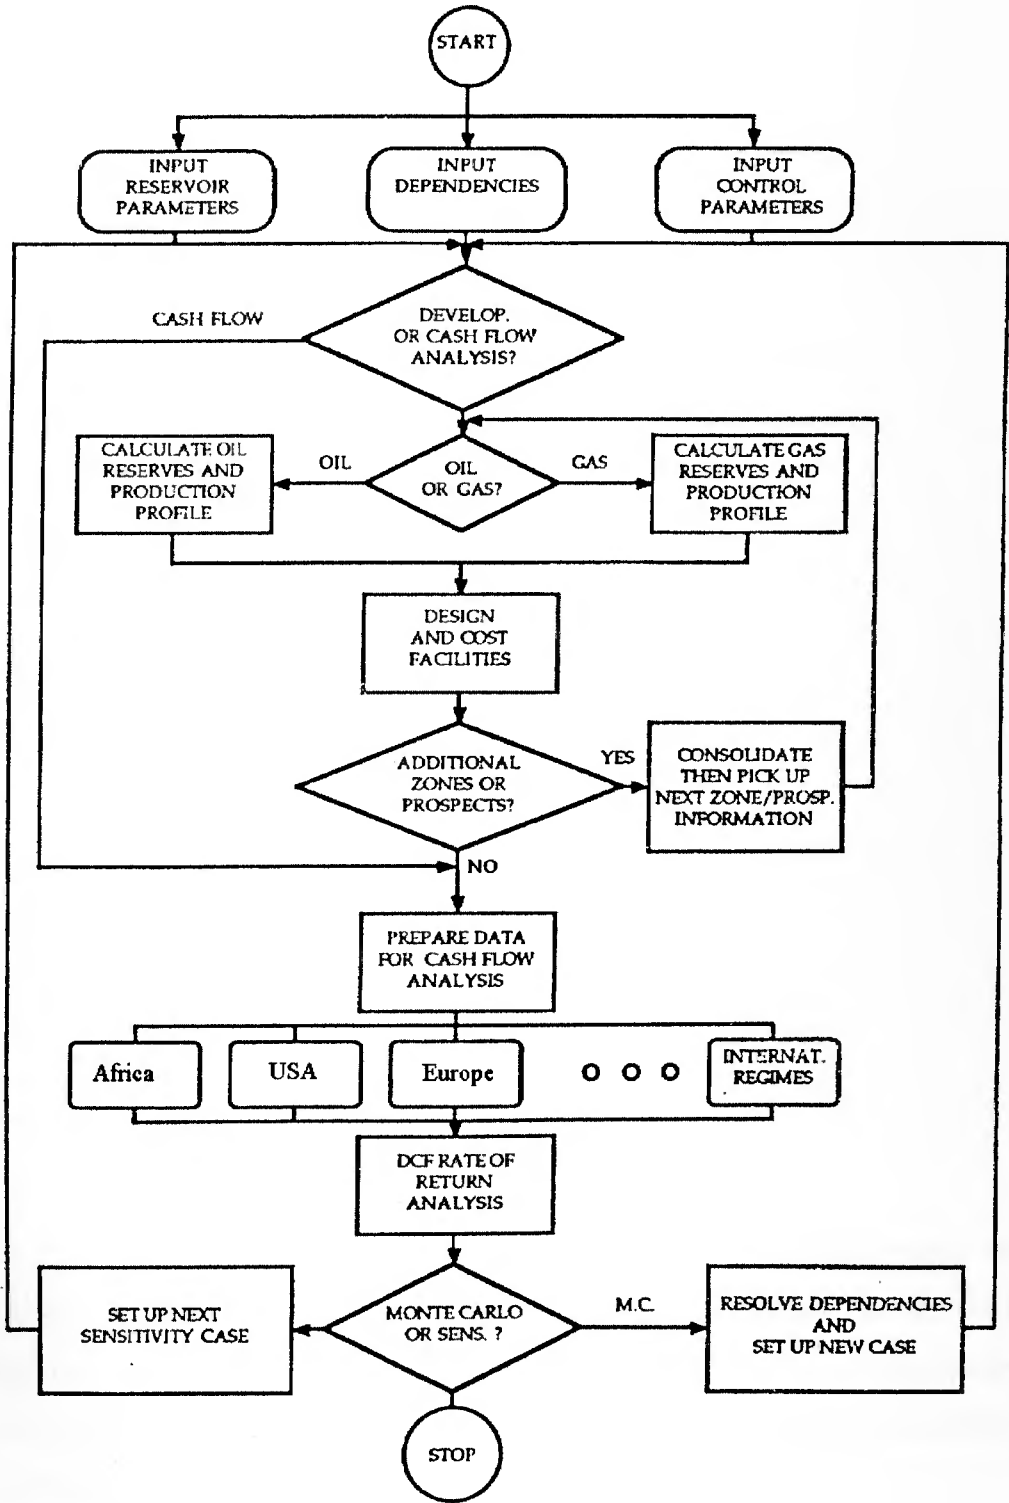 START
INPUT
RESERVOIR
PARAMETERS
INPUT
DEPENDENCIES
INPUT
CONTROL
PARAMETERS
CASH FLOW
DEVELOP.
OR CASH FLOW
ANALYSIS?
CALCULATE OIL
RESERVES AND
PRODUCTION
PROFILE
OIL
OIL
OR GAS?
GAS
CALCULATE GAS
RESERVES AND
PRODUCTION
PROFILE
DESIGN
AND COST
FACILITIES
ADDITIONAL
ZONES OR
PROSPECTS?
YES
CONSOLIDATE
THEN PICK UP
NEXT ZONE/PROSP.
INFORMATION
NO
PREPARE DATA
FOR CASH FLOW
ANALYSIS
Africa
USA
Europe
O O O
INTERNAT.
REGIMES
DCF RATE OF
RETURN
ANALYSIS
SET UP NEXT
SENSITIVITY CASE
MONTE CARLO
OR SENS. ?
M.C.
RESOLVE DEPENDENCIES
AND
SET UP NEW CASE
STOP